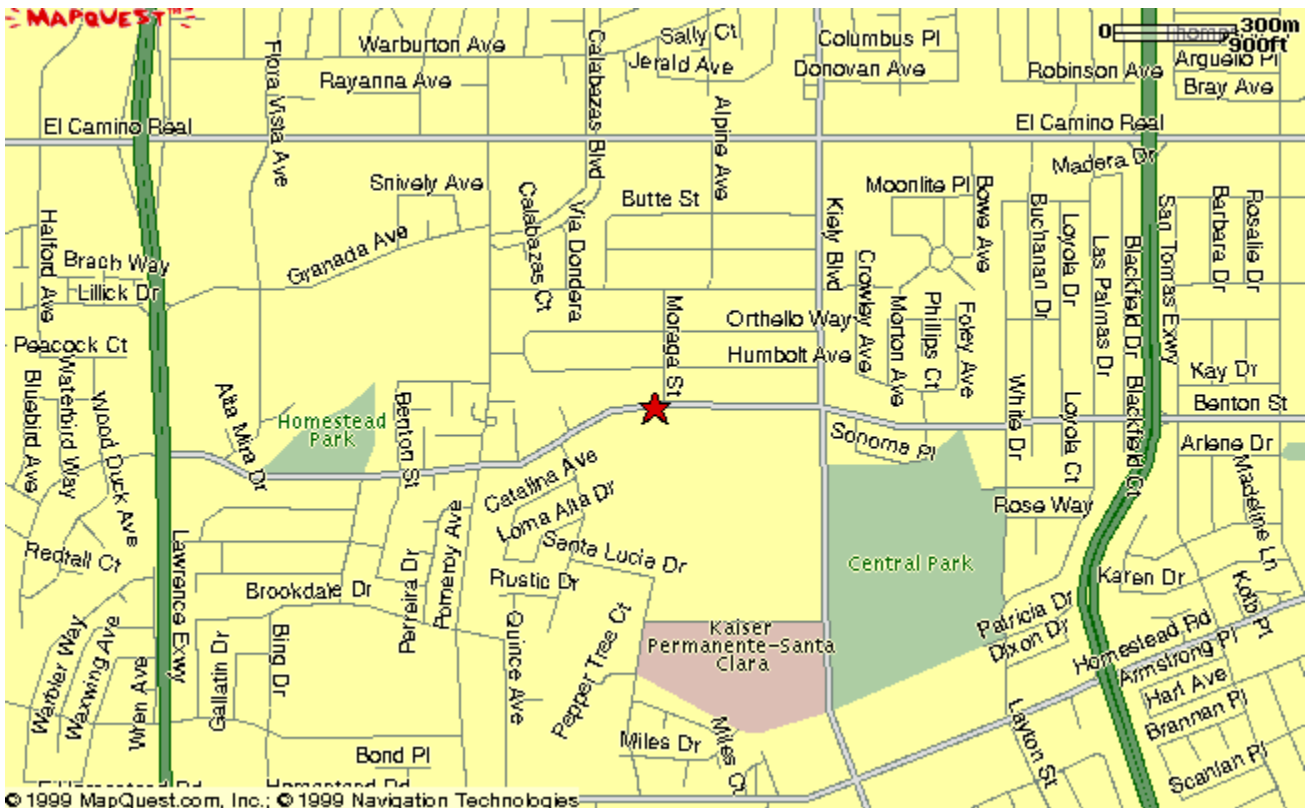 MAPQUEST
Sally Ct
Columbus Pl
300m
0
900ft
Warburton Ave
Jerald Ave
Donovan Ave
Robinson Ave
Arguello Pl
Rayanna Ave
Bray Ave
Flora Vista Ave
Calabazas Blvd
Alpine Ave
El Camino Real
El Camino Real
Madera Dr
Snively Ave
Butte St
Moonlite Pl
Bowe Ave
Calabazas Ct
Via Dondera
Kiely Blvd
Buchanan Dr
Loyola Dr
Las Palmas Dr
Blackfield Dr
San Tomas Exwy
Barbara Dr
Rosalie Dr
Halford Ave
Granada Ave
Brach Way
Lillick Dr
Crowley Ave
Morton Ave
Phillips Ct
Foley Ave
Moraga St
Orthello Way
Humbolt Ave
Peacock Ct
Bluebird Ave
Waterbird Way
Wood Duck Ave
Alta Mira Dr
Homestead
Park
Benton St
White Dr
Loyola Ct
Blackfield Ct
Kay Dr
Benton St
Sonoma Pl
Arlene Dr
Madeline Ln
Catalina Ave
Loma Alta Dr
Rose Way
Redtail Ct
Lawrence Exwy
Santa Lucia Dr
Central Park
Brookdale Dr
Perreira Dr
Pomeroy Ave
Rustic Dr
Karen Dr
Kolb Pl
Patricia Dr
Dixon Dr
Homestead Rd
Armstrong Pl
Warbler Way
Waxwing Ave
Wren Ave
Gallatin Dr
Bing Dr
Quince Ave
Pepper Tree Ct
Kaiser
Permanente-Santa
Clara
Hart Ave
Brannan Pl
Layton St
Scanlan Pl
Bond Pl
Miles Dr
Miles Ct
Homestead Rd
© 1999 MapQuest.com, Inc.; © 1999 Navigation Technologies